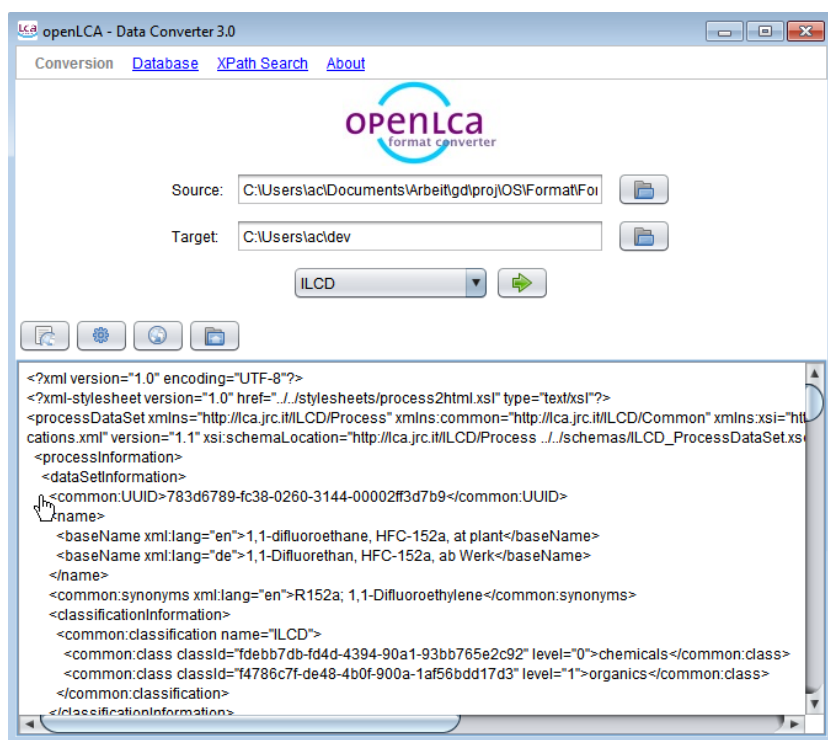 openLCA - Data Converter 3.0
Conversion Database XPath Search About
openLca
format converter
Source: C:\Users\ac\Documents\Arbeit\gd\proj\OS\Format\For
Target: C:\Users\ac\dev
ILCD
<?xml version="1.0" encoding="UTF-8"?>
<?xml-stylesheet version="1.0" href="../../stylesheets/process2html.xsl" type="text/xsl"?>
<processDataSet xmlns="http://lca.jrc.it/ILCD/Process" xmlns:common="http://lca.jrc.it/ILCD/Common" xmlns:xsi="htt
cations.xml" version="1.1" xsi:schemaLocation="http://lca.jrc.it/ILCD/Process ../../schemas/ILCD_ProcessDataSet.xs
<processInformation>
<dataSetInformation>
<common:UUID>783d6789-fc38-0260-3144-00002ff3d7b9</common:UUID>
<name>
<baseName xml:lang="en">1,1-difluoroethane, HFC-152a, at plant</baseName>
<baseName xml:lang="de">1,1-Difluorethan, HFC-152a, ab Werk</baseName>
</name>
<common:synonyms xml:lang="en">R152a; 1,1-Difluoroethylene</common:synonyms>
<classificationInformation>
<common:classification name="ILCD">
<common:class classId="fdebb7db-fd4d-4394-90a1-93bb765e2c92" level="0">chemicals</common:class>
<common:class classId="f4786c7f-de48-4b0f-900a-1af56bdd17d3" level="1">organics</common:class>
</common:classification>
</classificationInformation>